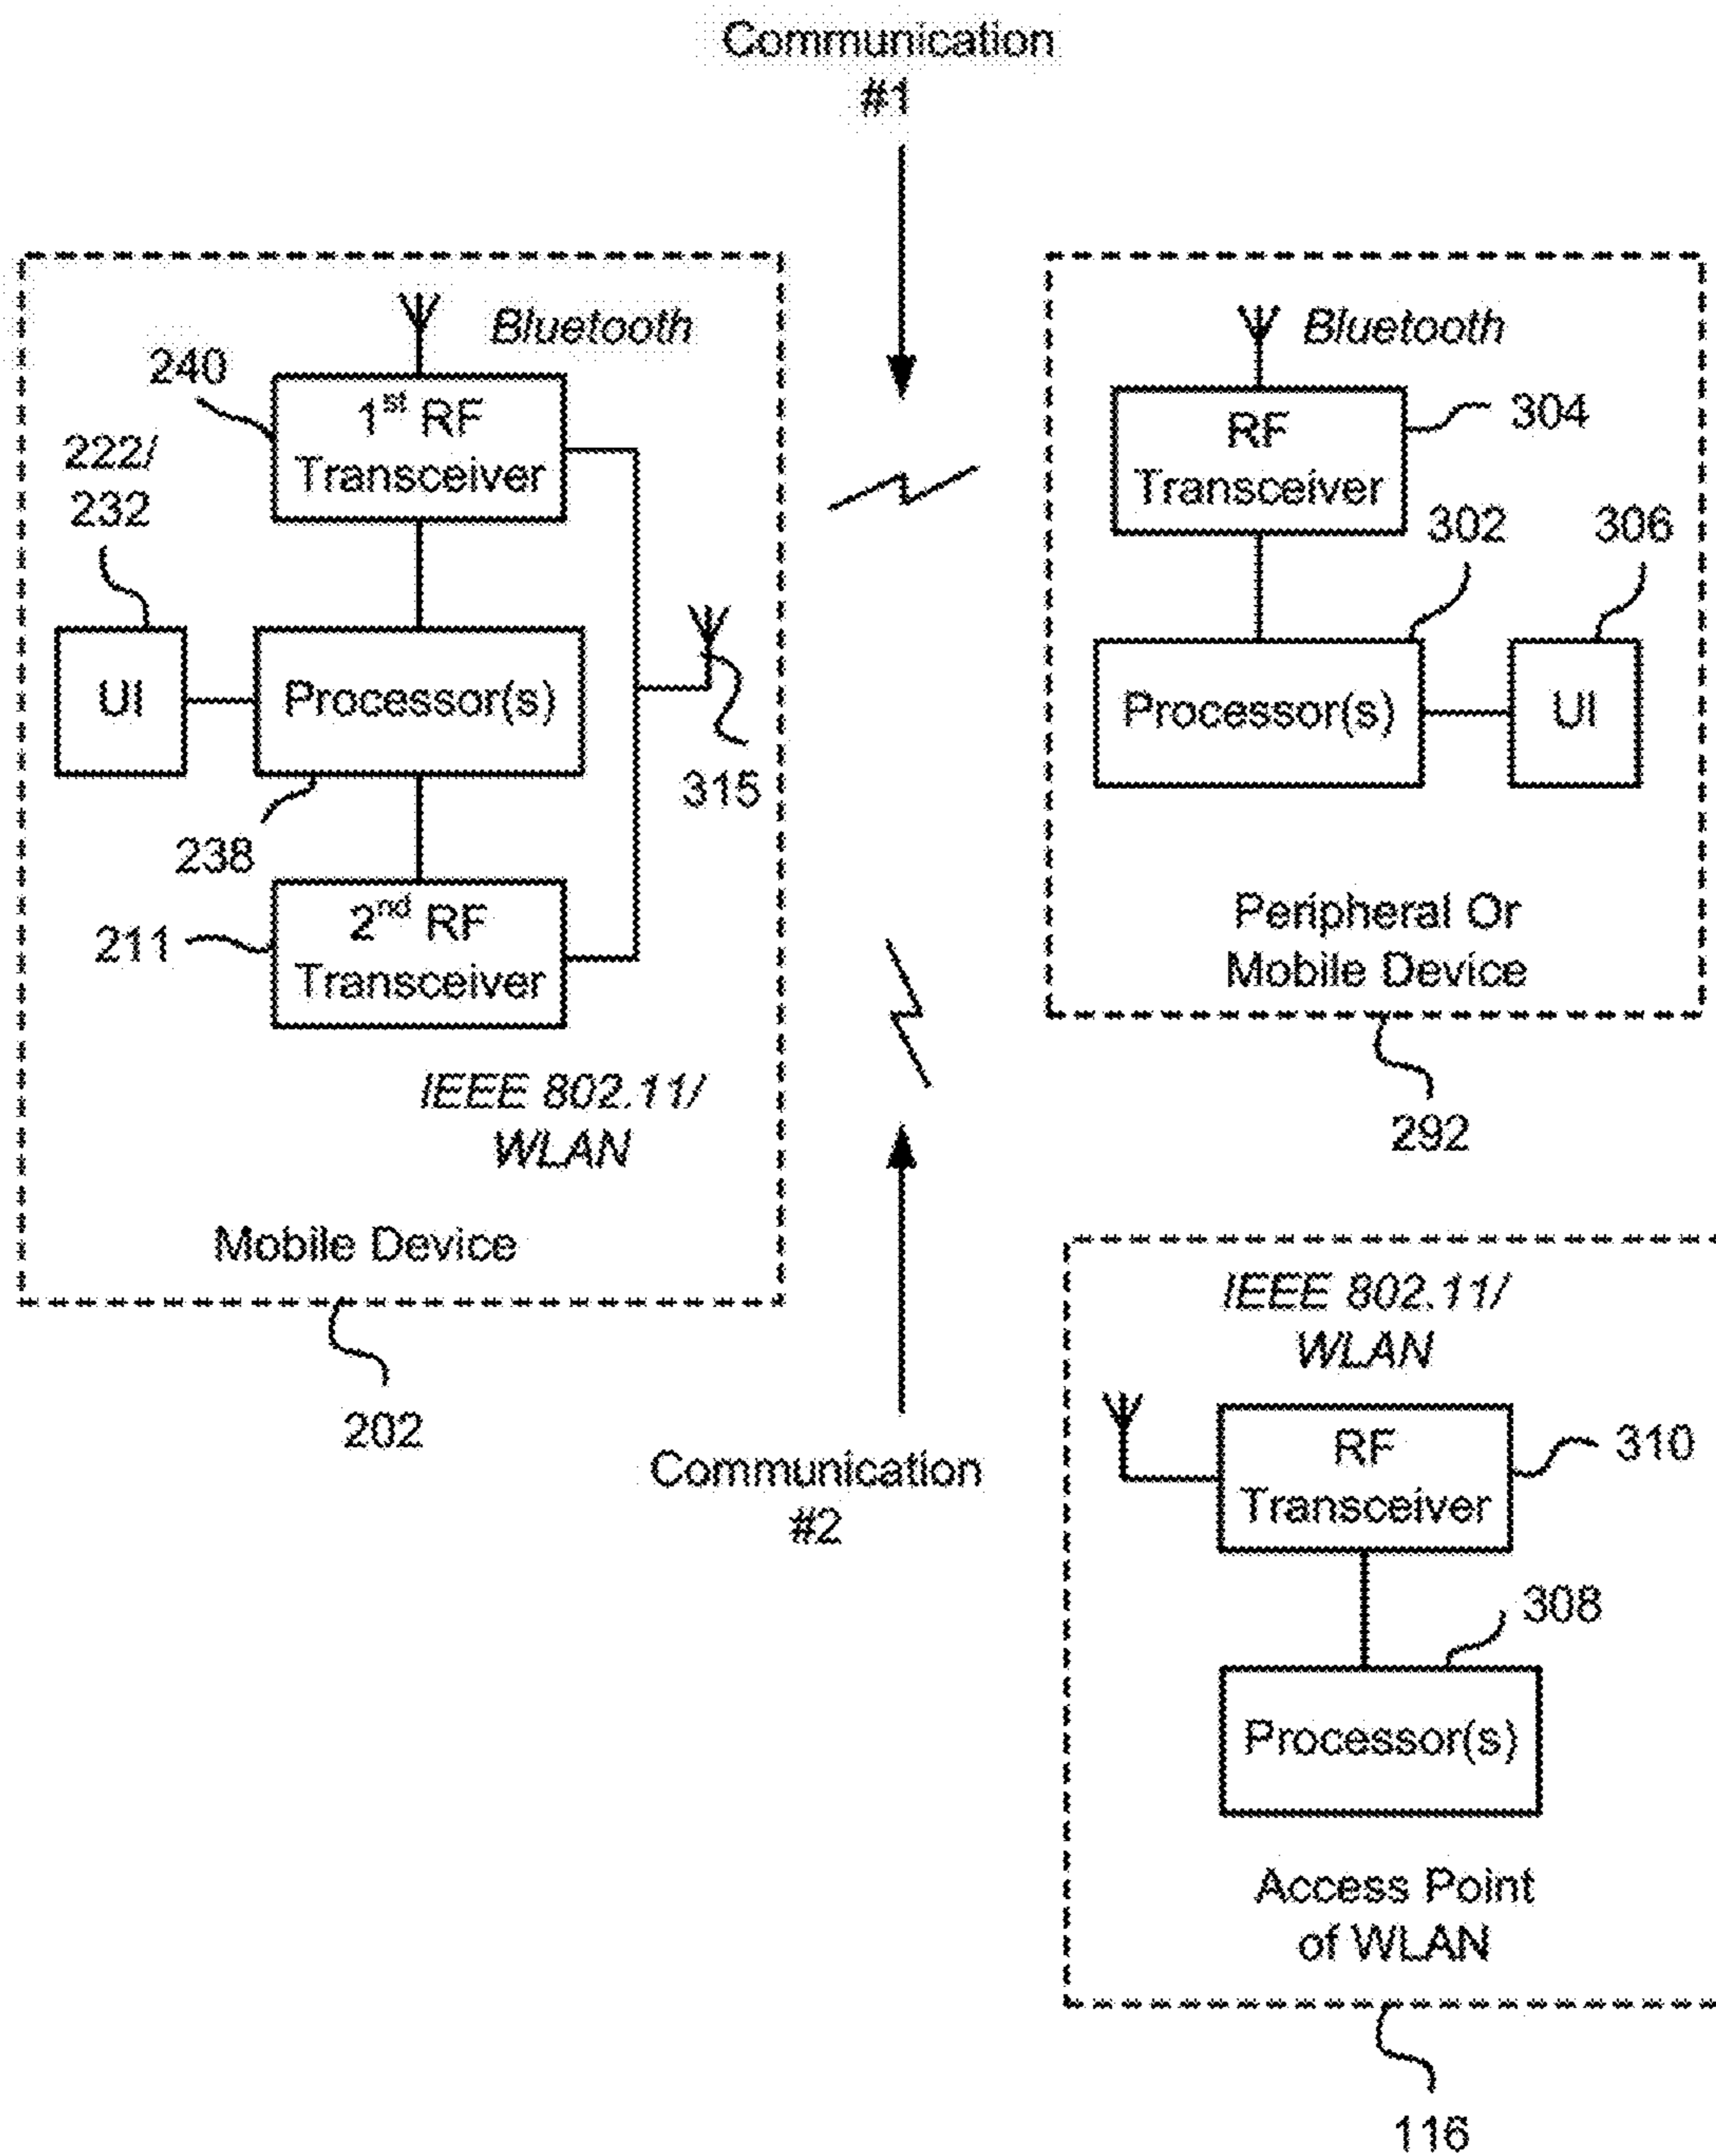 Communication
#1
Bluetooth
240
1st RF
Transceiver
222/
232
UI
Processor(s)
315
238
211
2nd RF
Transceiver
IEEE 802.11/
WLAN
Mobile Device
202
Bluetooth
RF
Transceiver
304
302
306
Processor(s)
UI
Peripheral Or
Mobile Device
292
Communication
#2
IEEE 802.11/
WLAN
RF
Transceiver
310
308
Processor(s)
Access Point
of WLAN
116